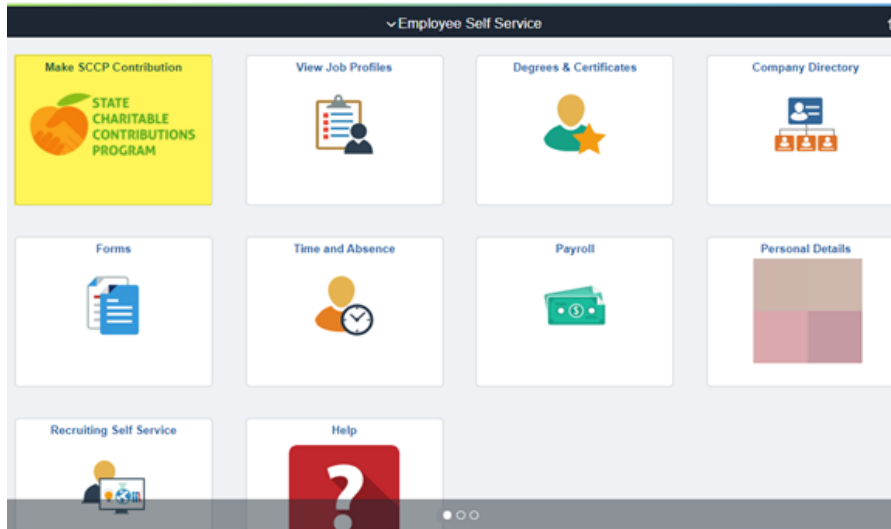 Employee Self Service
Make SCCP Contribution
STATE
CHARITABLE
CONTRIBUTIONS
PROGRAM
View Job Profiles
Degrees & Certificates
Company Directory
Forms
Time and Absence
Payroll
Personal Details
Recruiting Self Service
Help
?